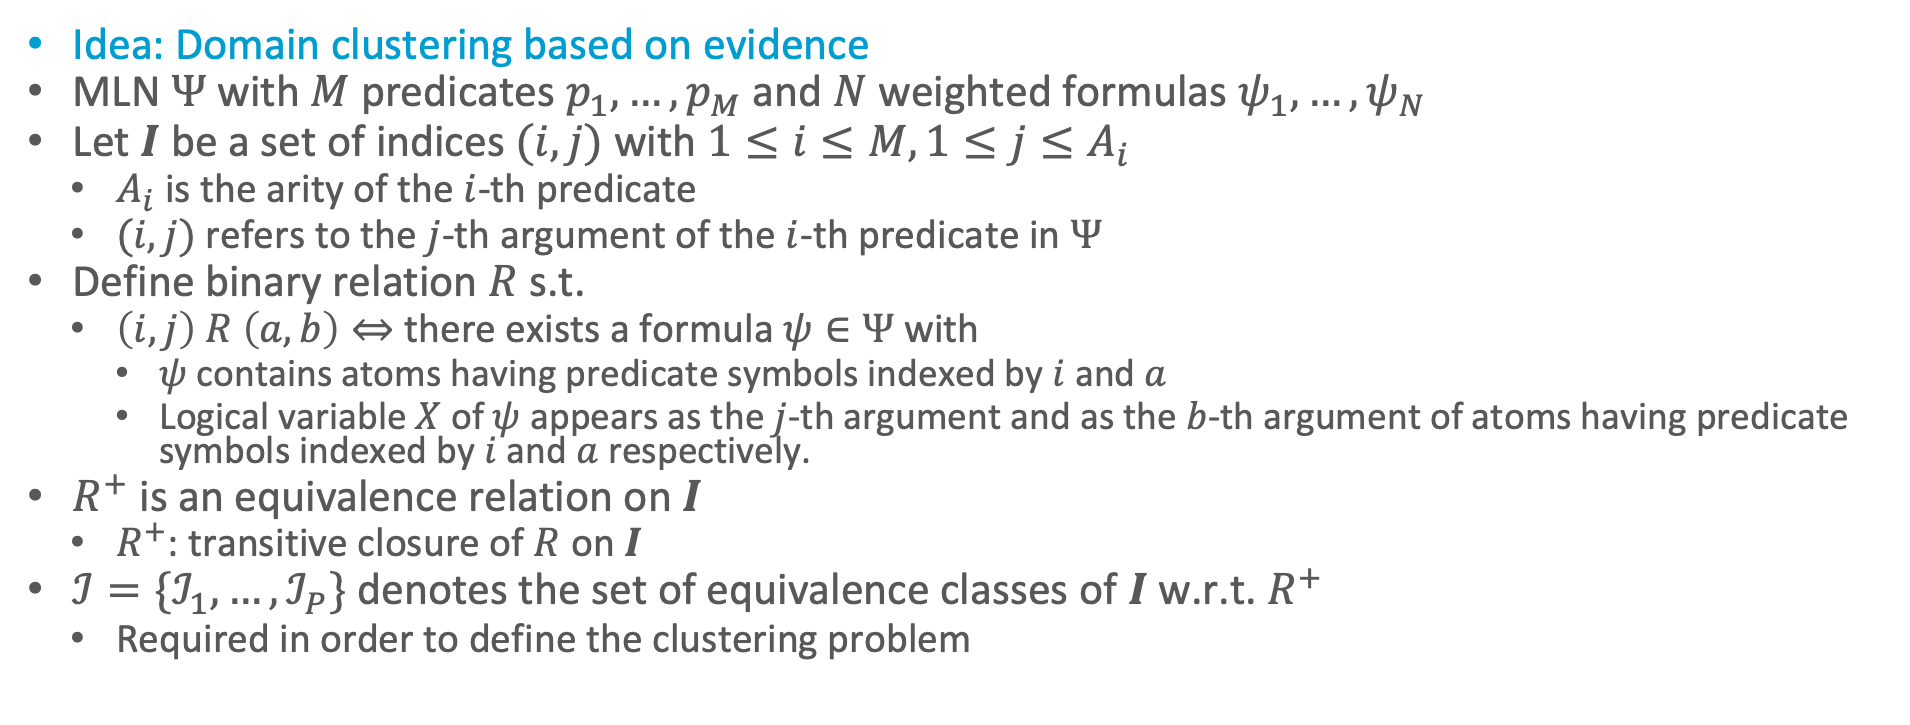 • Idea: Domain clustering based on evidence
• MLN Ψ with M predicates p₁, … , p_M and N weighted formulas ψ₁, … , ψ_N
• Let I be a set of indices (i, j) with 1 ≤ i ≤ M, 1 ≤ j ≤ Aᵢ
• Aᵢ is the arity of the i-th predicate
• (i, j) refers to the j-th argument of the i-th predicate in Ψ
• Define binary relation R s.t.
• (i, j) R (a, b) ⇔ there exists a formula ψ ∈ Ψ with
• ψ contains atoms having predicate symbols indexed by i and a
• Logical variable X of ψ appears as the j-th argument and as the b-th argument of atoms having predicate
symbols indexed by i and a respectively.
• R⁺ is an equivalence relation on I
• R⁺: transitive closure of R on I
• ℐ = {ℐ₁, … , ℐ_P} denotes the set of equivalence classes of I w.r.t. R⁺
• Required in order to define the clustering problem